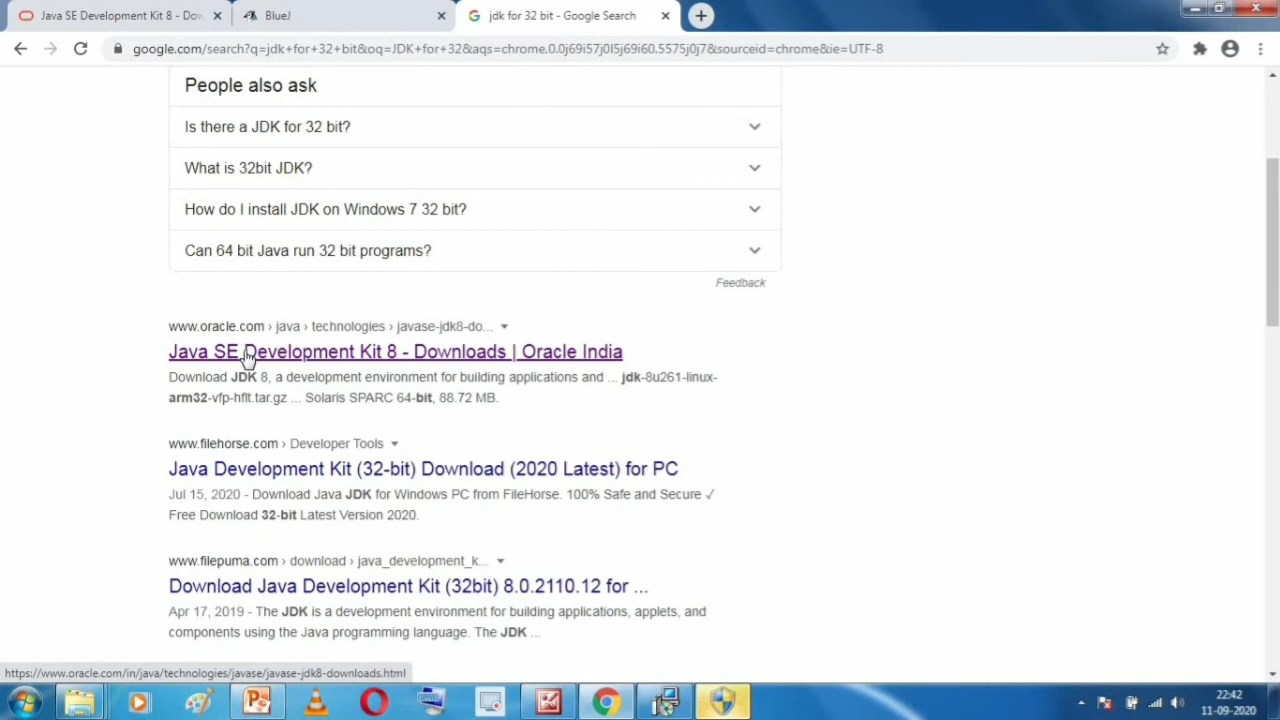 Java SE Development Kit 8 - Dow
BlueJ
jdk for 32 bit - Google Search
google.com/search?q=jdk+for+32+bit&oq=JDK+for+32&aqs=chrome.0.0j69i57j0l5j69i60.5575j0j7&sourceid=chrome&ie=UTF-8
People also ask
Is there a JDK for 32 bit?
What is 32bit JDK?
How do I install JDK on Windows 7 32 bit?
Can 64 bit Java run 32 bit programs?
Feedback
www.oracle.com › java › technologies › javase-jdk8-do...
Java SE Development Kit 8 - Downloads | Oracle India
Download JDK 8, a development environment for building applications and ... jdk-8u261-linux-
arm32-vfp-hflt.tar.gz ... Solaris SPARC 64-bit, 88.72 MB.
www.filehorse.com › Developer Tools
Java Development Kit (32-bit) Download (2020 Latest) for PC
Jul 15, 2020 - Download Java JDK for Windows PC from FileHorse. 100% Safe and Secure ✓
Free Download 32-bit Latest Version 2020.
www.filepuma.com › download › java_development_k...
Download Java Development Kit (32bit) 8.0.2110.12 for ...
Apr 17, 2019 - The JDK is a development environment for building applications, applets, and
components using the Java programming language. The JDK ...
https://www.oracle.com/in/java/technologies/javase/javase-jdk8-downloads.html
22:42
11-09-2020